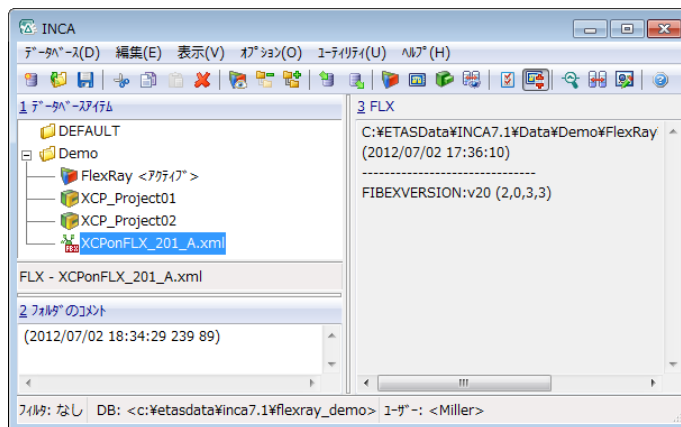 INCA
ﾃﾞｰﾀﾍﾞｰｽ(D) 編集(E) 表示(V) ｵﾌﾟｼｮﾝ(O) ﾕｰﾃｨﾘﾃｨ(U) ﾍﾙﾌﾟ(H)
1 ﾃﾞｰﾀﾍﾞｰｽｱｲﾃﾑ
DEFAULT
Demo
FlexRay <ｱｸﾃｨﾌﾞ>
XCP_Project01
XCP_Project02
XCPonFLX_201_A.xml
FLX - XCPonFLX_201_A.xml
2 ﾌｫﾙﾀﾞのｺﾒﾝﾄ
(2012/07/02 18:34:29 239 89)
3 FLX
C:¥ETASData¥INCA7.1¥Data¥Demo¥FlexRay
(2012/07/02 17:36:10)
-------------------------------
FIBEXVERSION:v20 (2,0,3,3)
ﾌｨﾙﾀ: なし DB: <c:¥etasdata¥inca7.1¥flexray_demo> ﾕｰｻﾞｰ: <Miller>